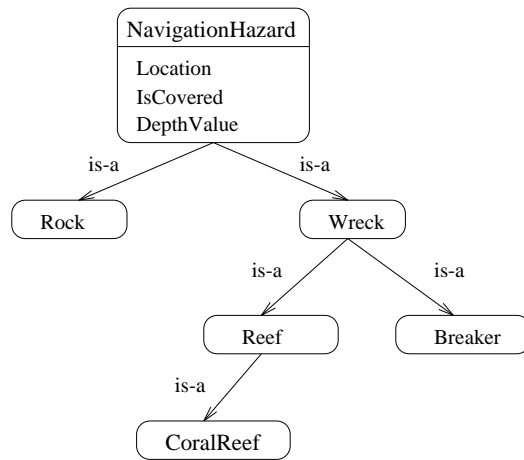 NavigationHazard
Location
IsCovered
DepthValue
is-a
is-a
Rock
Wreck
is-a
is-a
Reef
Breaker
is-a
CoralReef